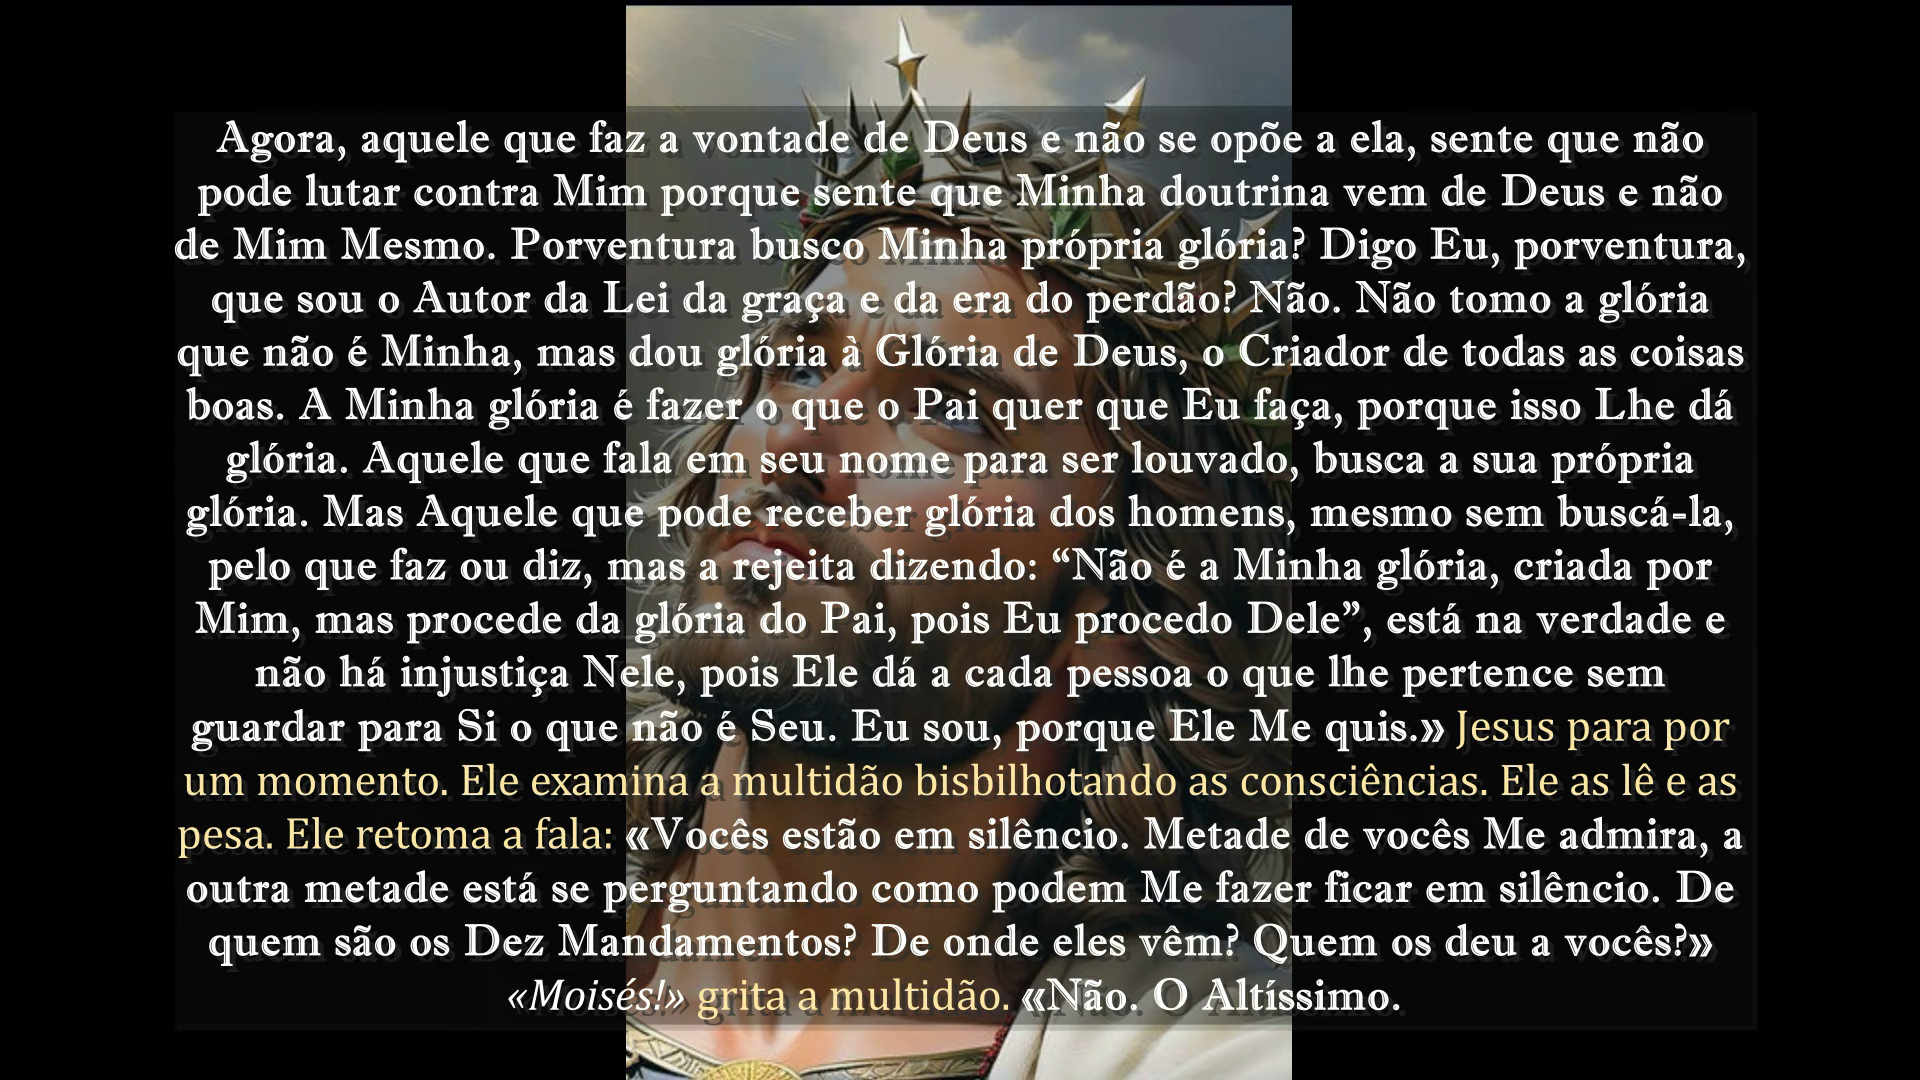 Agora, aquele que faz a vontade de Deus e não se opõe a ela, sente que não
pode lutar contra Mim porque sente que Minha doutrina vem de Deus e não
de Mim Mesmo. Porventura busco Minha própria glória? Digo Eu, porventura,
que sou o Autor da Lei da graça e da era do perdão? Não. Não tomo a glória
que não é Minha, mas dou glória à Glória de Deus, o Criador de todas as coisas
boas. A Minha glória é fazer o que o Pai quer que Eu faça, porque isso Lhe dá
glória. Aquele que fala em seu nome para ser louvado, busca a sua própria
glória. Mas Aquele que pode receber glória dos homens, mesmo sem buscá-la,
pelo que faz ou diz, mas a rejeita dizendo: “Não é a Minha glória, criada por
Mim, mas procede da glória do Pai, pois Eu procedo Dele”, está na verdade e
não há injustiça Nele, pois Ele dá a cada pessoa o que lhe pertence sem
guardar para Si o que não é Seu. Eu sou, porque Ele Me quis.» Jesus para por
um momento. Ele examina a multidão bisbilhotando as consciências. Ele as lê e as
pesa. Ele retoma a fala: «Vocês estão em silêncio. Metade de vocês Me admira, a
outra metade está se perguntando como podem Me fazer ficar em silêncio. De
quem são os Dez Mandamentos? De onde eles vêm? Quem os deu a vocês?»
«Moisés!» grita a multidão. «Não. O Altíssimo.